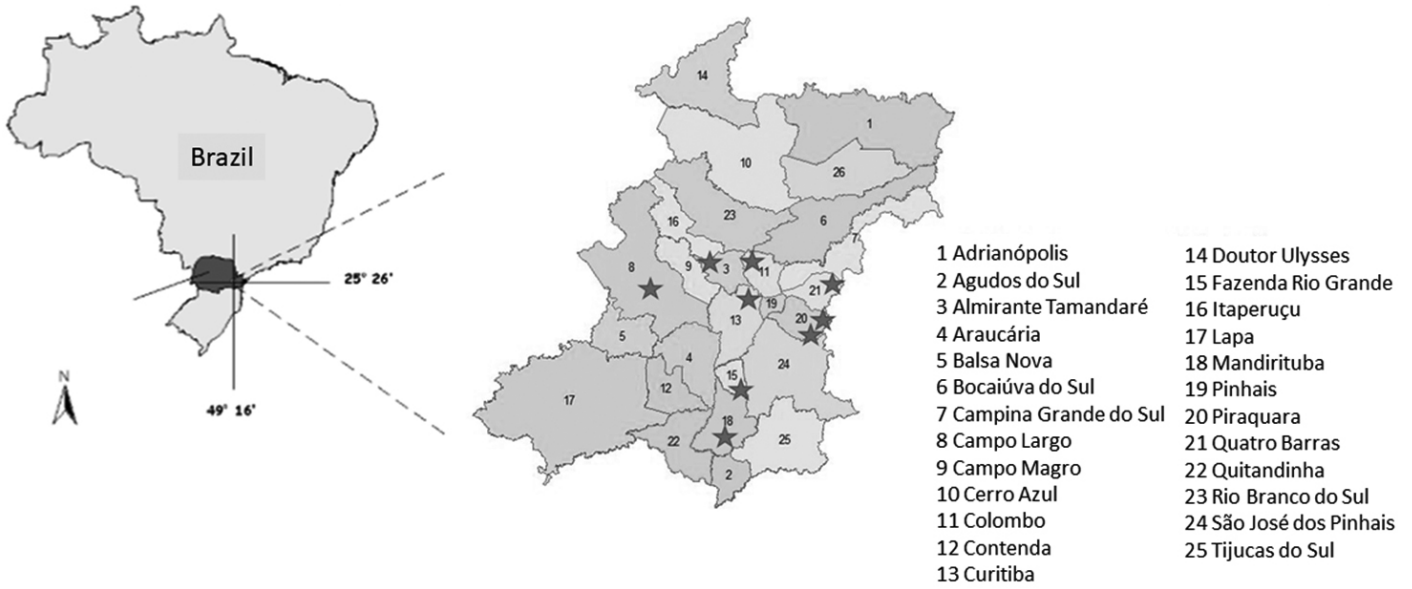 Brazil
25° 26'
49° 16'
N
14
1
10
26
6
23
16
7
8
9
3
11
21
19
20
13
5
4
24
15
12
17
18
22
25
2
1 Adrianópolis
2 Agudos do Sul
3 Almirante Tamandaré
4 Araucária
5 Balsa Nova
6 Bocaiúva do Sul
7 Campina Grande do Sul
8 Campo Largo
9 Campo Magro
10 Cerro Azul
11 Colombo
12 Contenda
13 Curitiba
14 Doutor Ulysses
15 Fazenda Rio Grande
16 Itaperuçu
17 Lapa
18 Mandirituba
19 Pinhais
20 Piraquara
21 Quatro Barras
22 Quitandinha
23 Rio Branco do Sul
24 São José dos Pinhais
25 Tijucas do Sul